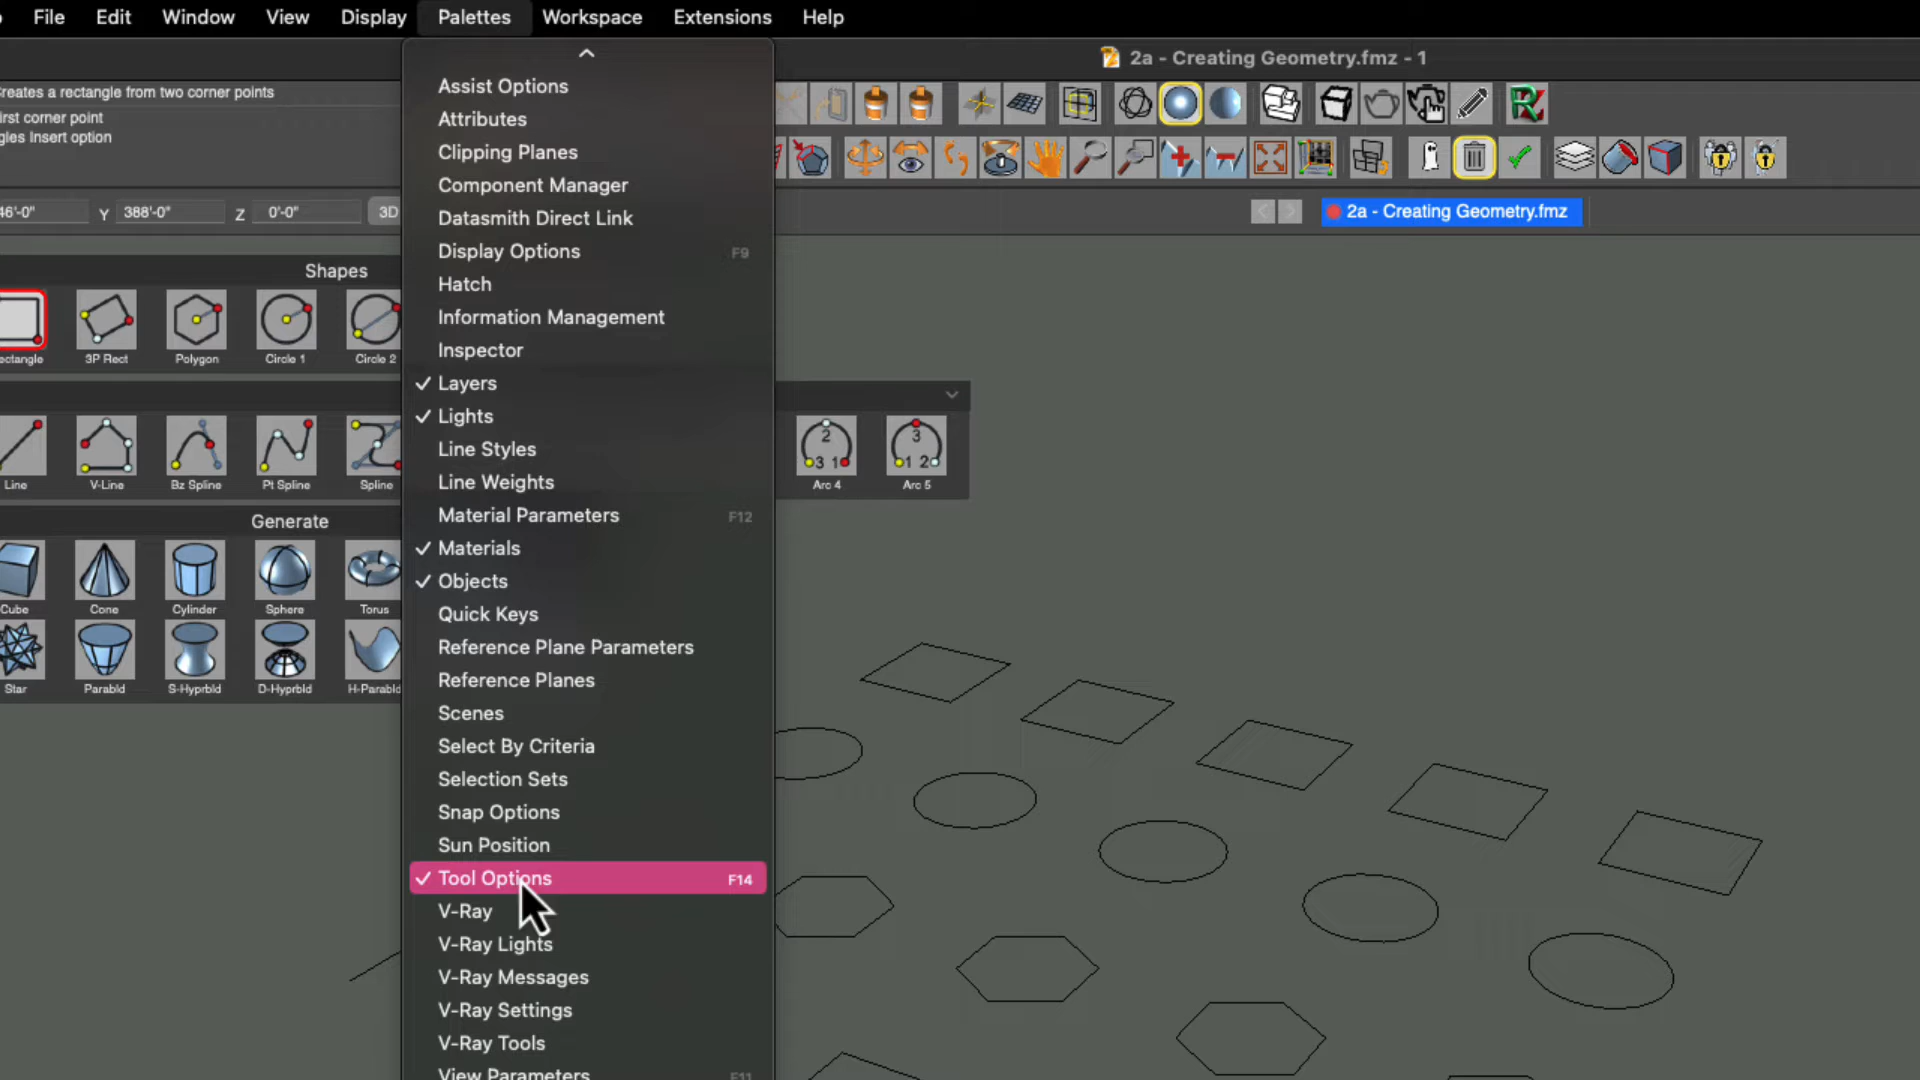 File Edit Window View Display Palettes Workspace Extensions Help
2a - Creating Geometry.fmz - 1
reates a rectangle from two corner points
irst corner point
gles Insert option
46'-0" Y 388'-0" Z 0'-0" 3D
2a - Creating Geometry.fmz
Shapes
ectangle 3P Rect Polygon Circle 1 Circle 2
Line V-Line Bz Spline Pt Spline Spline
2
3 1
Arc 4
3
1 2
Arc 5
Generate
Cube Cone Cylinder Sphere Torus
Star Parabld S-Hyprbld D-Hyprbld H-Parabld
Assist Options
Attributes
Clipping Planes
Component Manager
Datasmith Direct Link
Display Options F9
Hatch
Information Management
Inspector
✓ Layers
✓ Lights
Line Styles
Line Weights
Material Parameters F12
✓ Materials
✓ Objects
Quick Keys
Reference Plane Parameters
Reference Planes
Scenes
Select By Criteria
Selection Sets
Snap Options
Sun Position
✓ Tool Options F14
V-Ray
V-Ray Lights
V-Ray Messages
V-Ray Settings
V-Ray Tools
View Parameters F11